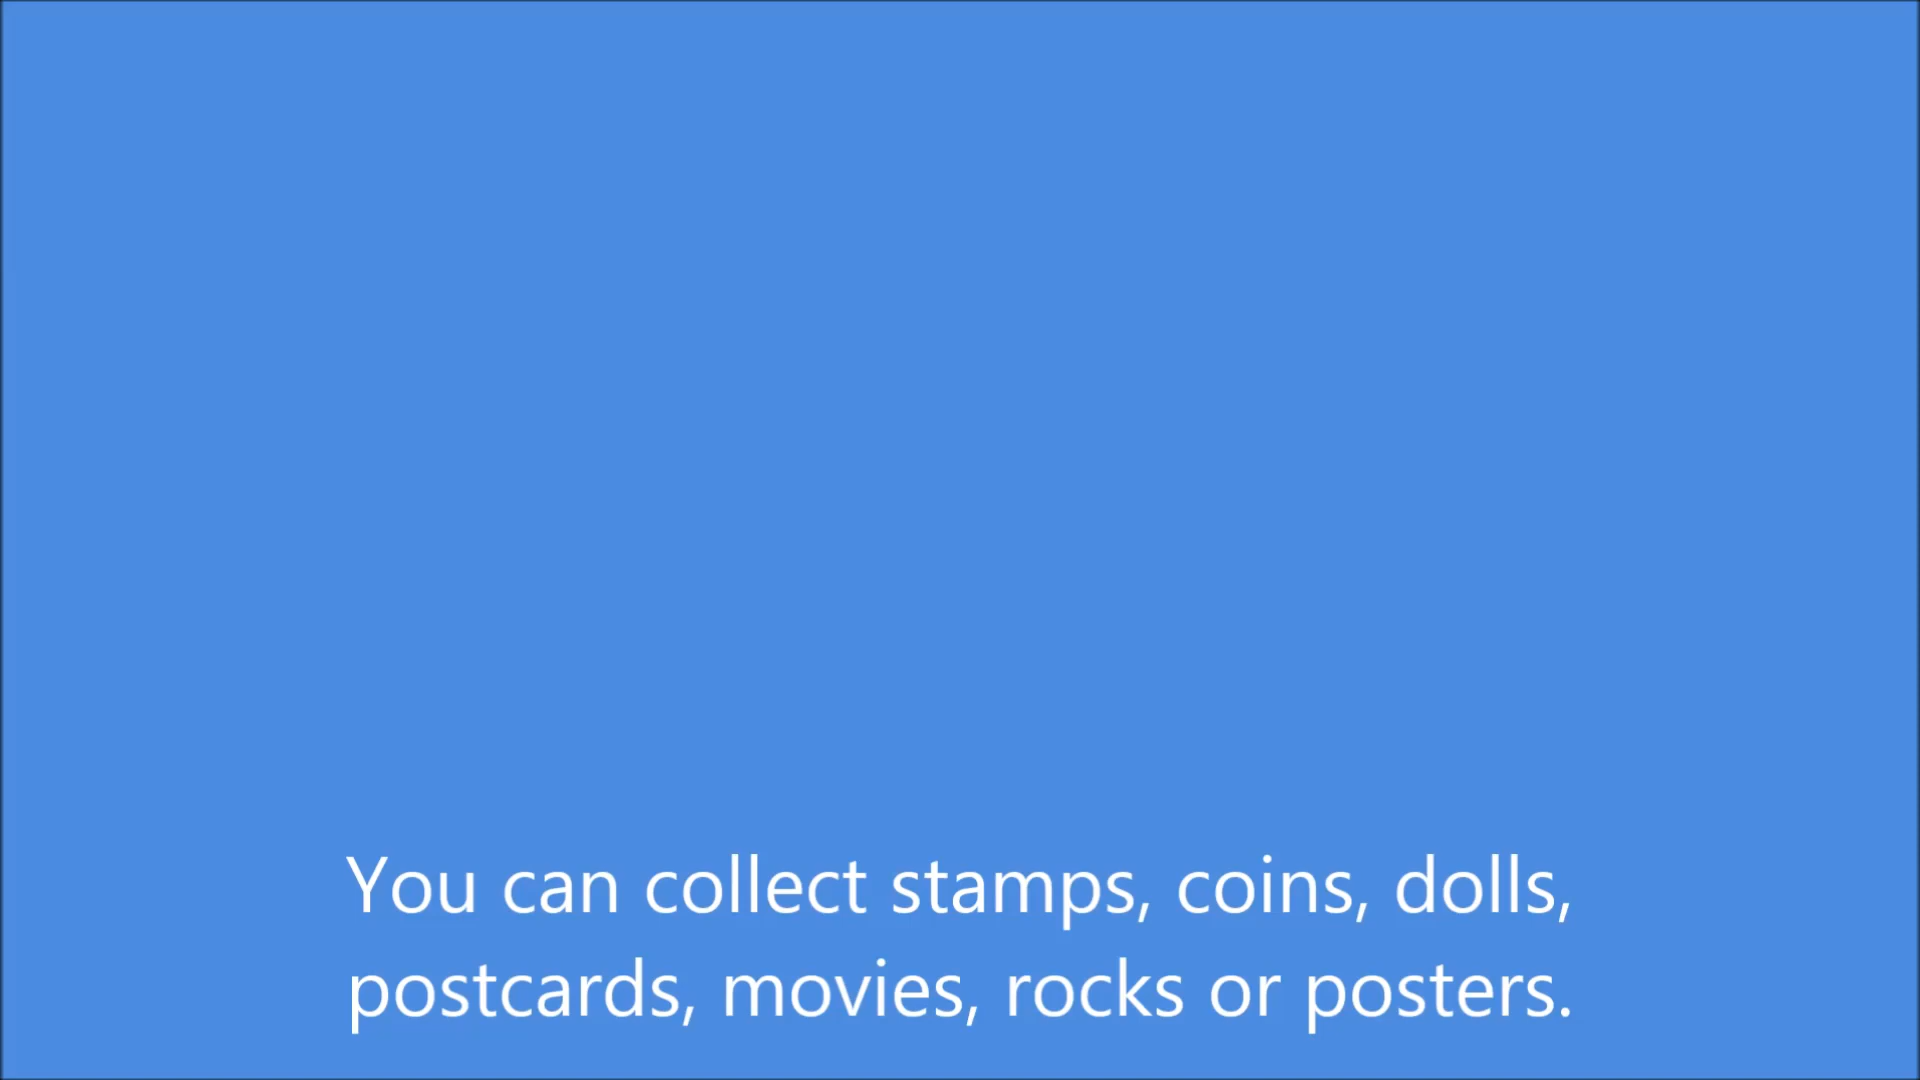 You can collect stamps, coins, dolls,
postcards, movies, rocks or posters.